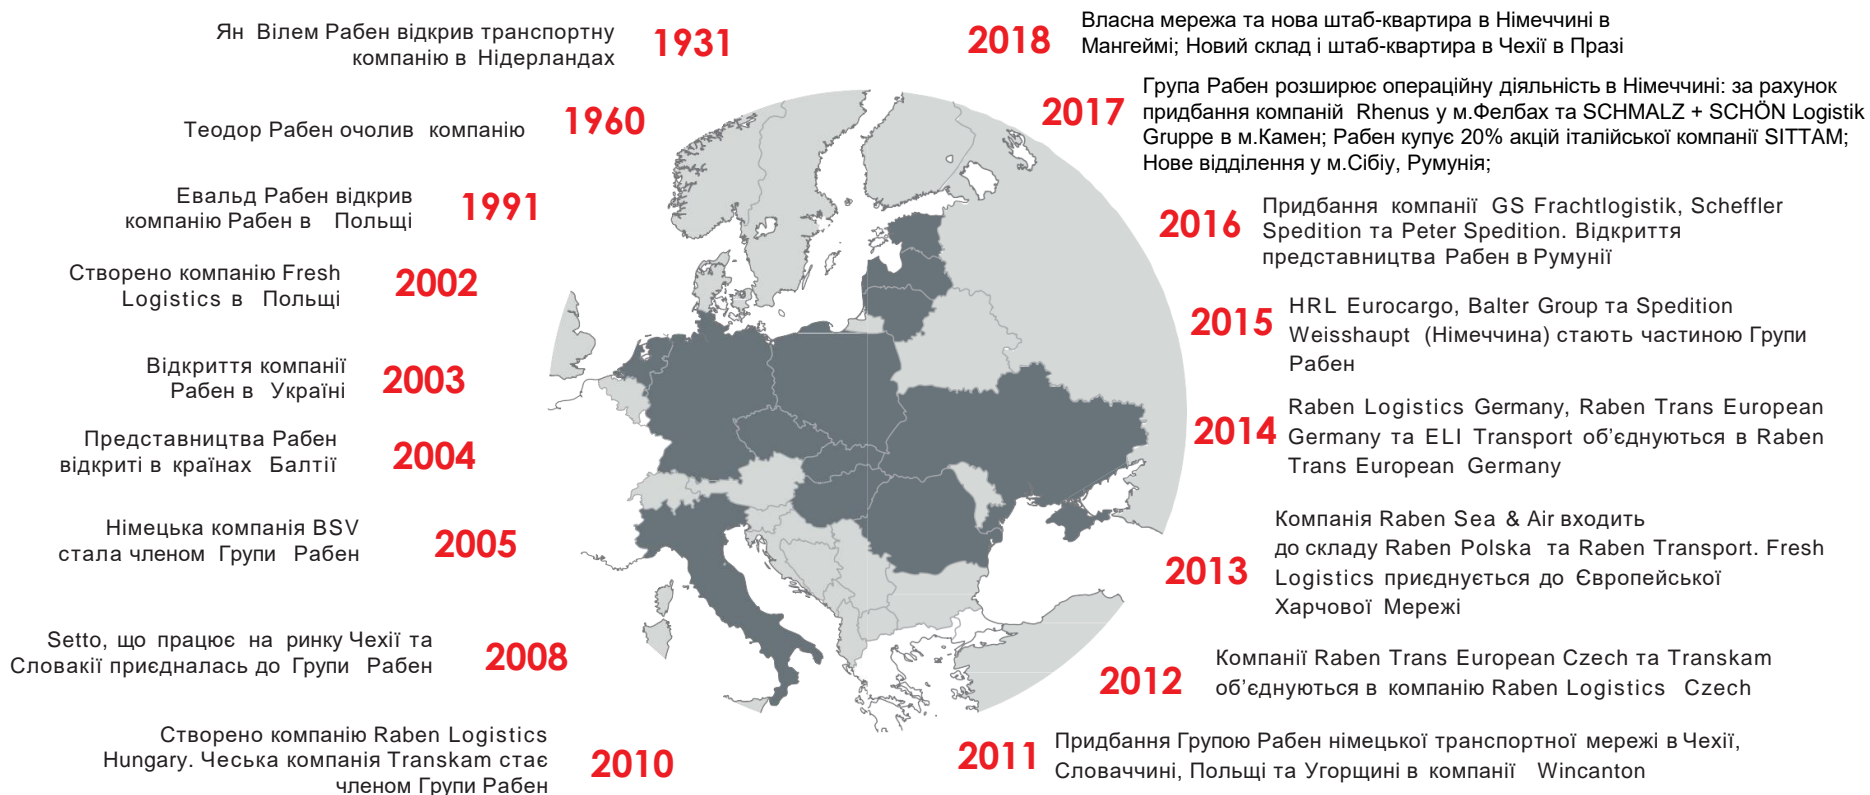 Ян Вілем Рабен відкрив транспортну
компанію в Нідерландах
1931
Теодор Рабен очолив компанію
1960
Евальд Рабен відкрив
компанію Рабен в Польщі
1991
Створено компанію Fresh
Logistics в Польщі
2002
Відкриття компанії
Рабен в Україні
2003
Представництва Рабен
відкриті в країнах Балтії
2004
Німецька компанія BSV
стала членом Групи Рабен
2005
Setto, що працює на ринку Чехії та
Словакії приєдналась до Групи Рабен
2008
Створено компанію Raben Logistics
Hungary. Чеська компанія Transkam стає
членом Групи Рабен
2010
2018
Власна мережа та нова штаб-квартира в Німеччині в
Мангеймі; Новий склад і штаб-квартира в Чехії в Празі
2017
Група Рабен розширює операційну діяльність в Німеччині: за рахунок
придбання компаній Rhenus у м.Фелбах та SCHMALZ + SCHÖN Logistik
Gruppe в м.Камен; Рабен купує 20% акцій італійської компанії SITTAM;
Нове відділення у м.Сібіу, Румунія;
2016
Придбання компанії GS Frachtlogistik, Scheffler
Spedition та Peter Spedition. Відкриття
представництва Рабен в Румунії
2015
HRL Eurocargo, Balter Group та Spedition
Weisshaupt (Німеччина) стають частиною Групи
Рабен
2014
Raben Logistics Germany, Raben Trans European
Germany та ELI Transport об’єднуються в Raben
Trans European Germany
2013
Компанія Raben Sea & Air входить
до складу Raben Polska та Raben Transport. Fresh
Logistics приєднується до Європейської
Харчової Мережі
2012
Компанії Raben Trans European Czech та Transkam
об’єднуються в компанію Raben Logistics Czech
2011
Придбання Групою Рабен німецької транспортної мережі в Чехії,
Словаччині, Польщі та Угорщині в компанії Wincanton